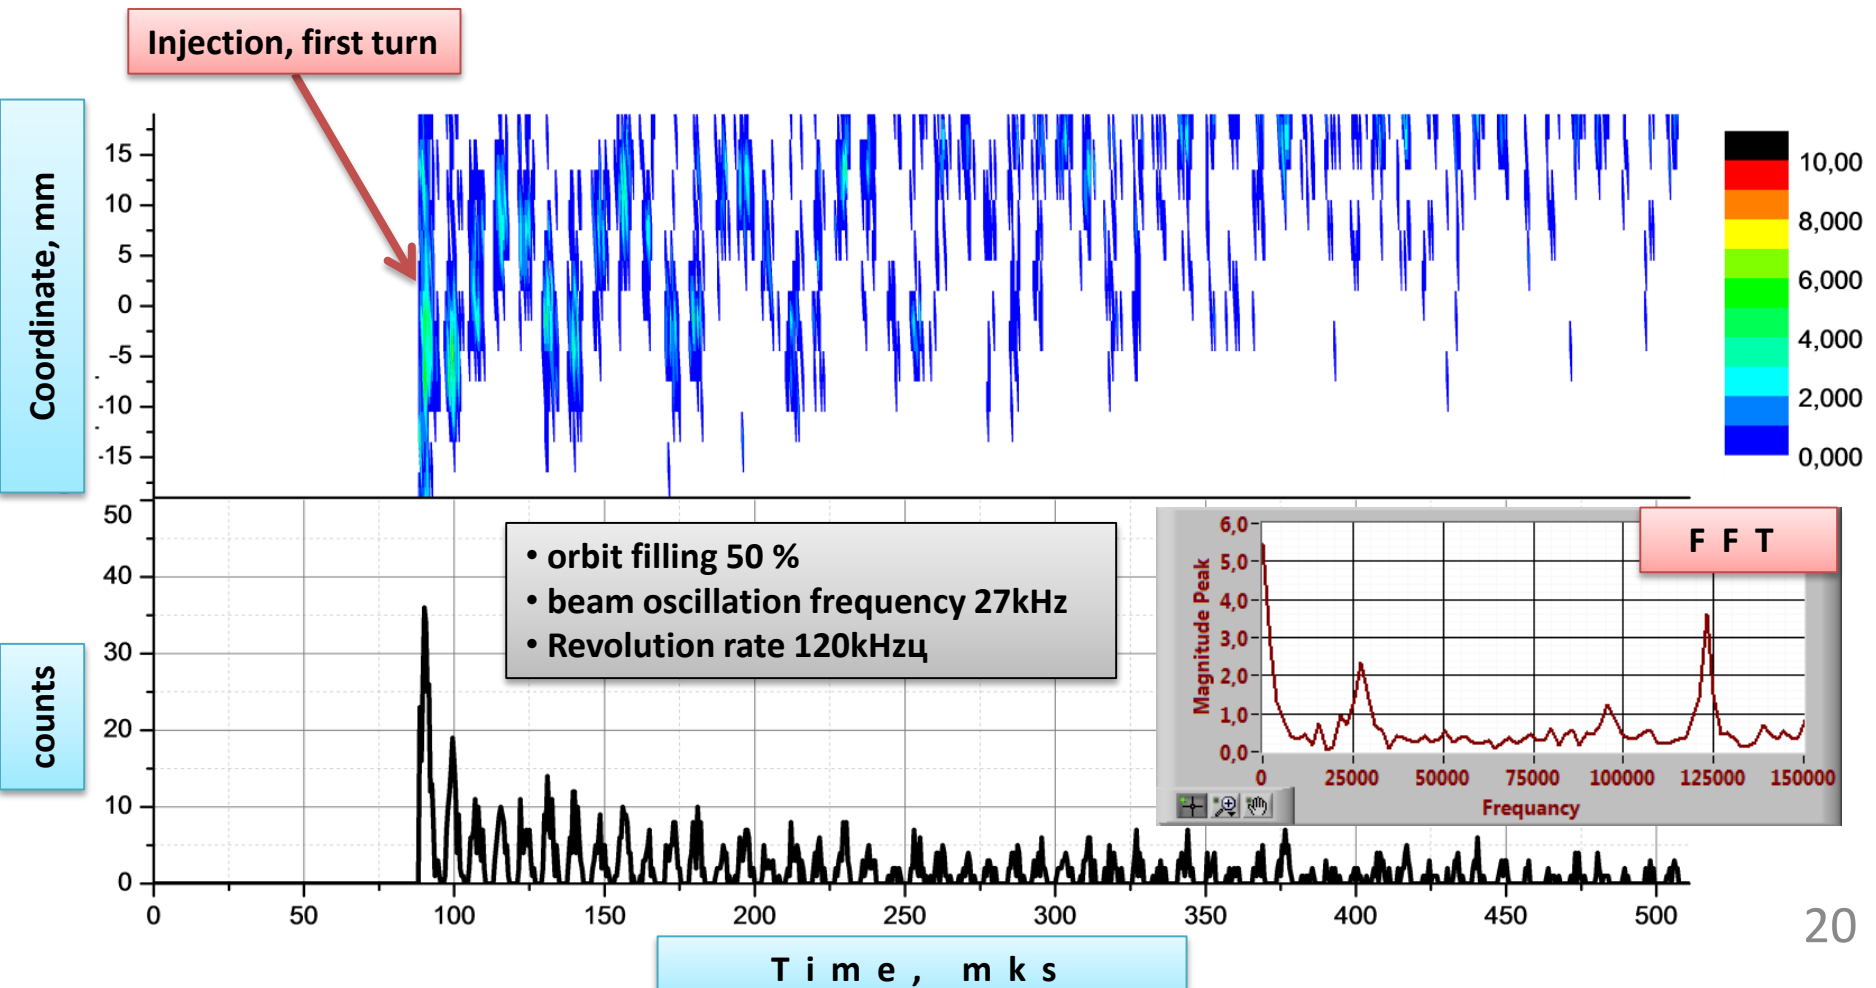 Injection, first turn
Coordinate, mm
15
10
5
0
-5
-10
-15
10,00
8,000
6,000
4,000
2,000
0,000
counts
50
40
30
20
10
0
• orbit filling 50 %
• beam oscillation frequency 27kHz
• Revolution rate 120kHzц
F F T
Magnitude Peak
6,0
5,0
4,0
3,0
2,0
1,0
0,0
0 25000 50000 75000 100000 125000 150000
Frequancy
0 50 100 150 200 250 300 350 400 450 500
Time, mks
20